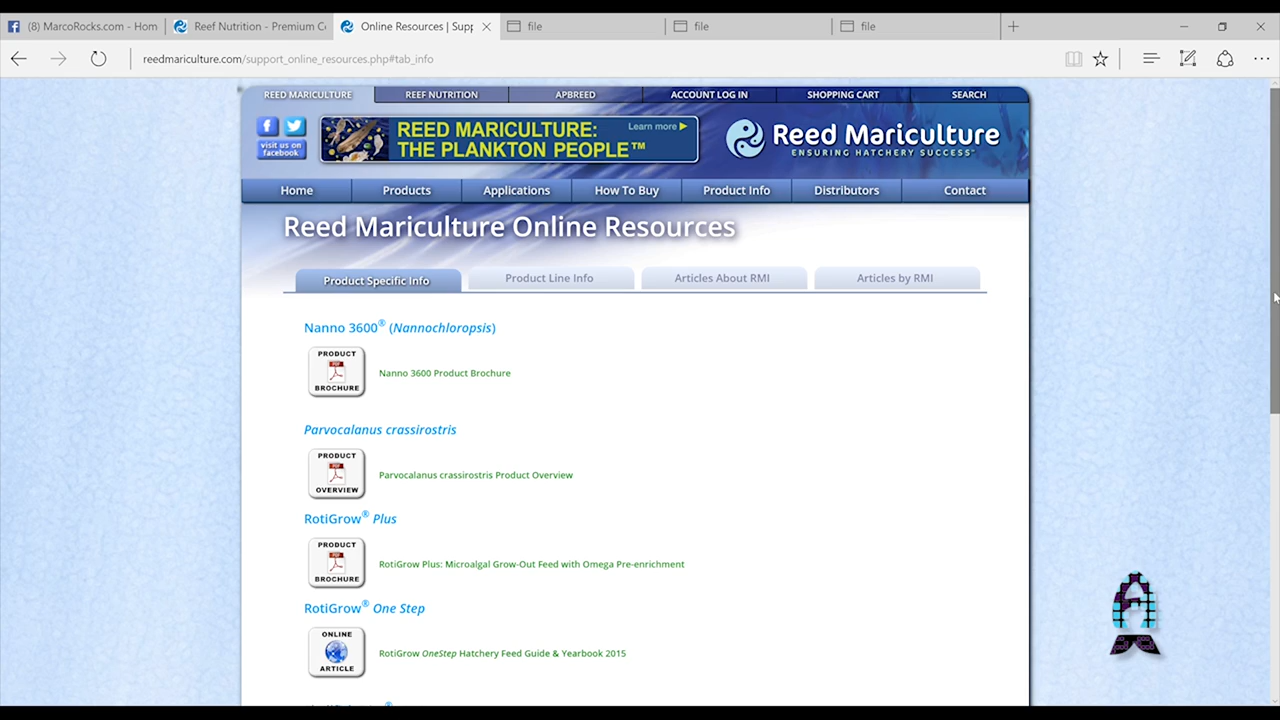 (8) MarcoRocks.com - Hom
Reef Nutrition - Premium C
Online Resources | Supp
file
file
file
reedmariculture.com/support_online_resources.php#tab_info
REED MARICULTURE
REEF NUTRITION
APBREED
ACCOUNT LOG IN
SHOPPING CART
SEARCH
visit us on
facebook
REED MARICULTURE:
THE PLANKTON PEOPLE™
Learn more
Reed Mariculture
ENSURING HATCHERY SUCCESS™
Home
Products
Applications
How To Buy
Product Info
Distributors
Contact
Reed Mariculture Online Resources
Product Specific Info
Product Line Info
Articles About RMI
Articles by RMI
Nanno 3600® (Nannochloropsis)
PRODUCT
PDF
BROCHURE
Nanno 3600 Product Brochure
Parvocalanus crassirostris
PRODUCT
PDF
OVERVIEW
Parvocalanus crassirostris Product Overview
RotiGrow® Plus
PRODUCT
PDF
BROCHURE
RotiGrow Plus: Microalgal Grow-Out Feed with Omega Pre-enrichment
RotiGrow® One Step
ONLINE
ARTICLE
RotiGrow OneStep Hatchery Feed Guide & Yearbook 2015